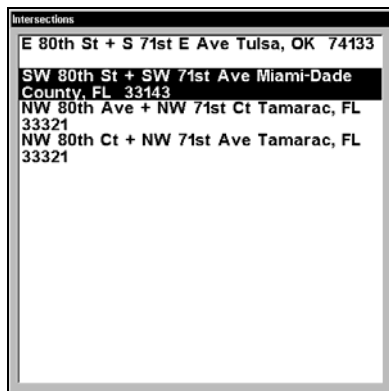 Intersections
E 80th St + S 71st E Ave Tulsa, OK 74133
SW 80th St + SW 71st Ave Miami-Dade
County, FL 33143
NW 80th Ave + NW 71st Ct Tamarac, FL
33321
NW 80th Ct + NW 71st Ave Tamarac, FL
33321